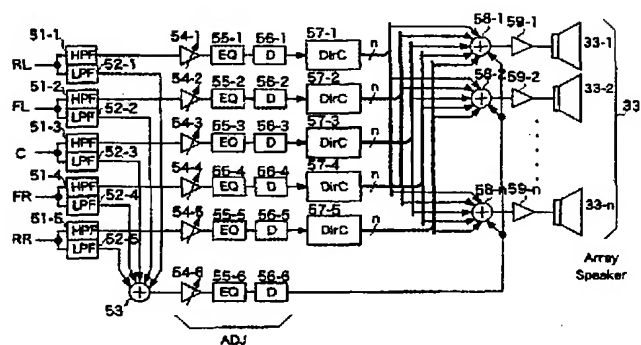 51-1 54-1 55-1 56-1 57-1 58-1 59-1
RL HPF EQ D DirC n 33-1
LPF 52-1
51-2 54-2 55-2 56-2 57-2 58-2
FL HPF EQ D DirC n 33-2
LPF 52-2
51-3 54-3 55-3 56-3 57-3
C HPF EQ D DirC n 33
LPF 52-3
51-4 54-4 55-4 56-4 57-4
FR HPF EQ D DirC n
LPF 52-4
51-5 54-5 55-5 56-5 57-5 58-n 59-n
RR HPF EQ D DirC n 33-n
LPF 52-5
54-6 55-6 56-6
53 EQ D
ADJ
Array
Speaker